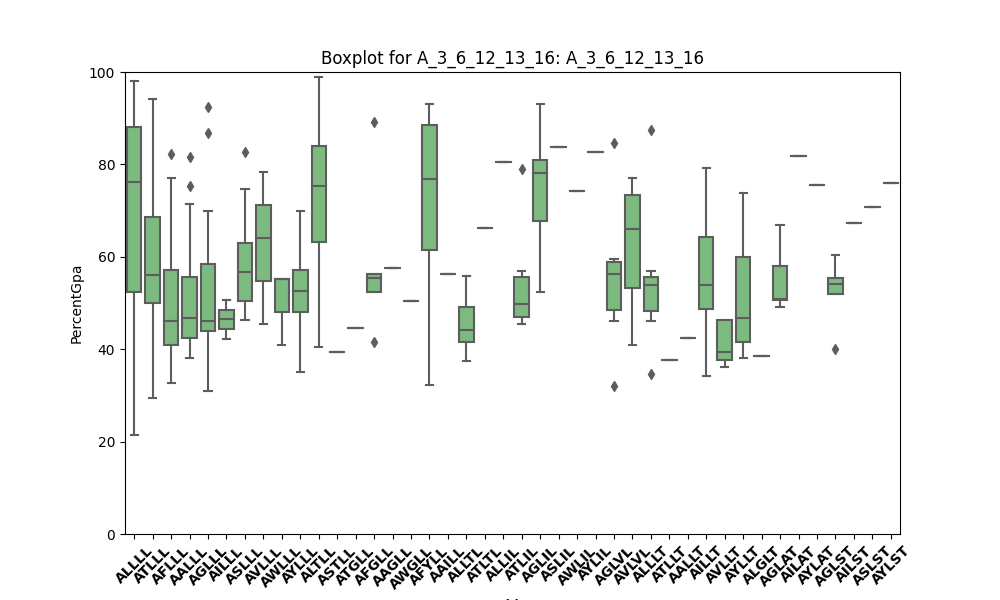 Boxplot for A_3_6_12_13_16: A_3_6_12_13_16
PercentGpa
100
80
60
40
20
0
ALLLL
ATLLL
AFLLL
AALLL
AGLLL
AILLL
ASLLL
AVLLL
AWLLL
AYLLL
ALTLL
ASTLL
ATGLL
AFGLL
AAGLL
AWGLL
AFYLL
AAILL
ALLTL
ATLTL
ALLIL
ATLIL
AGLIL
ASLIL
AWLIL
AYLIL
AGLVL
AVLVL
ALLLT
ATLLT
AALLT
AILLT
AVLLT
AYLLT
ALGLT
AGLAT
AILAT
AYLAT
AGLST
AILST
ASLST
AYLST